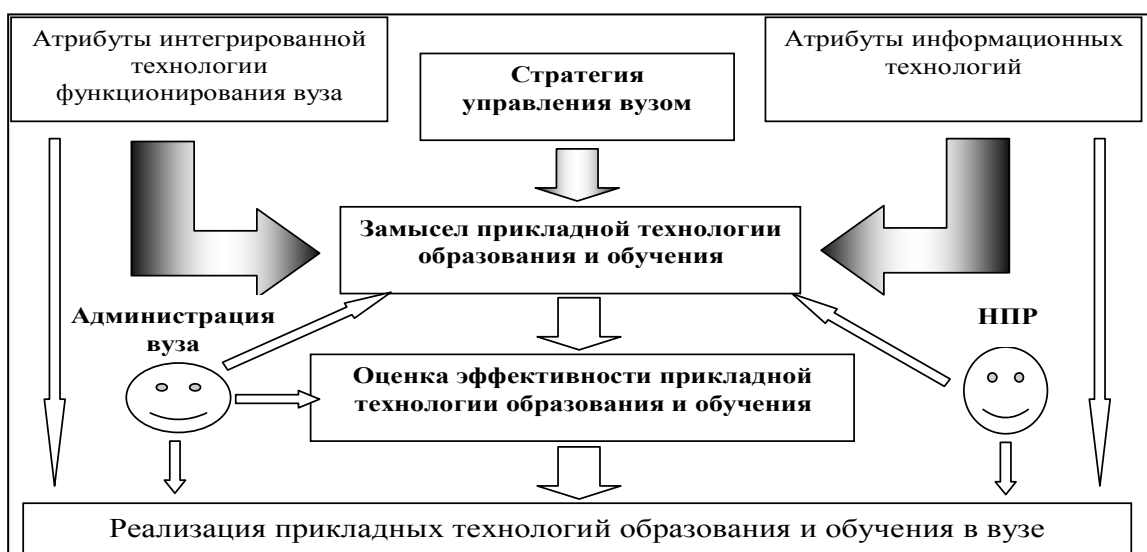 Атрибуты интегрированной
технологии
функционирования вуза
Стратегия
управления вузом
Атрибуты информационных
технологий
Замысел прикладной технологии
образования и обучения
Администрация
вуза
НПР
Оценка эффективности прикладной
технологии образования и обучения
Реализация прикладных технологий образования и обучения в вузе